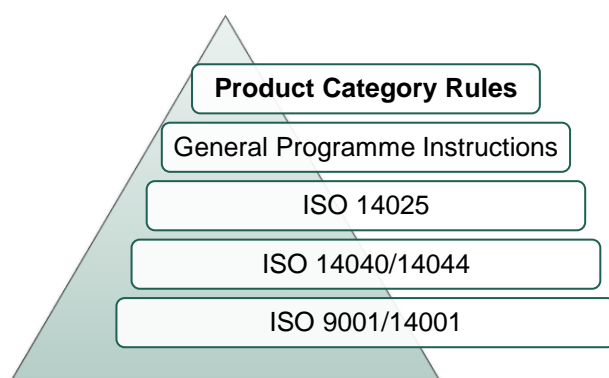 Product Category Rules
General Programme Instructions
ISO 14025
ISO 14040/14044
ISO 9001/14001